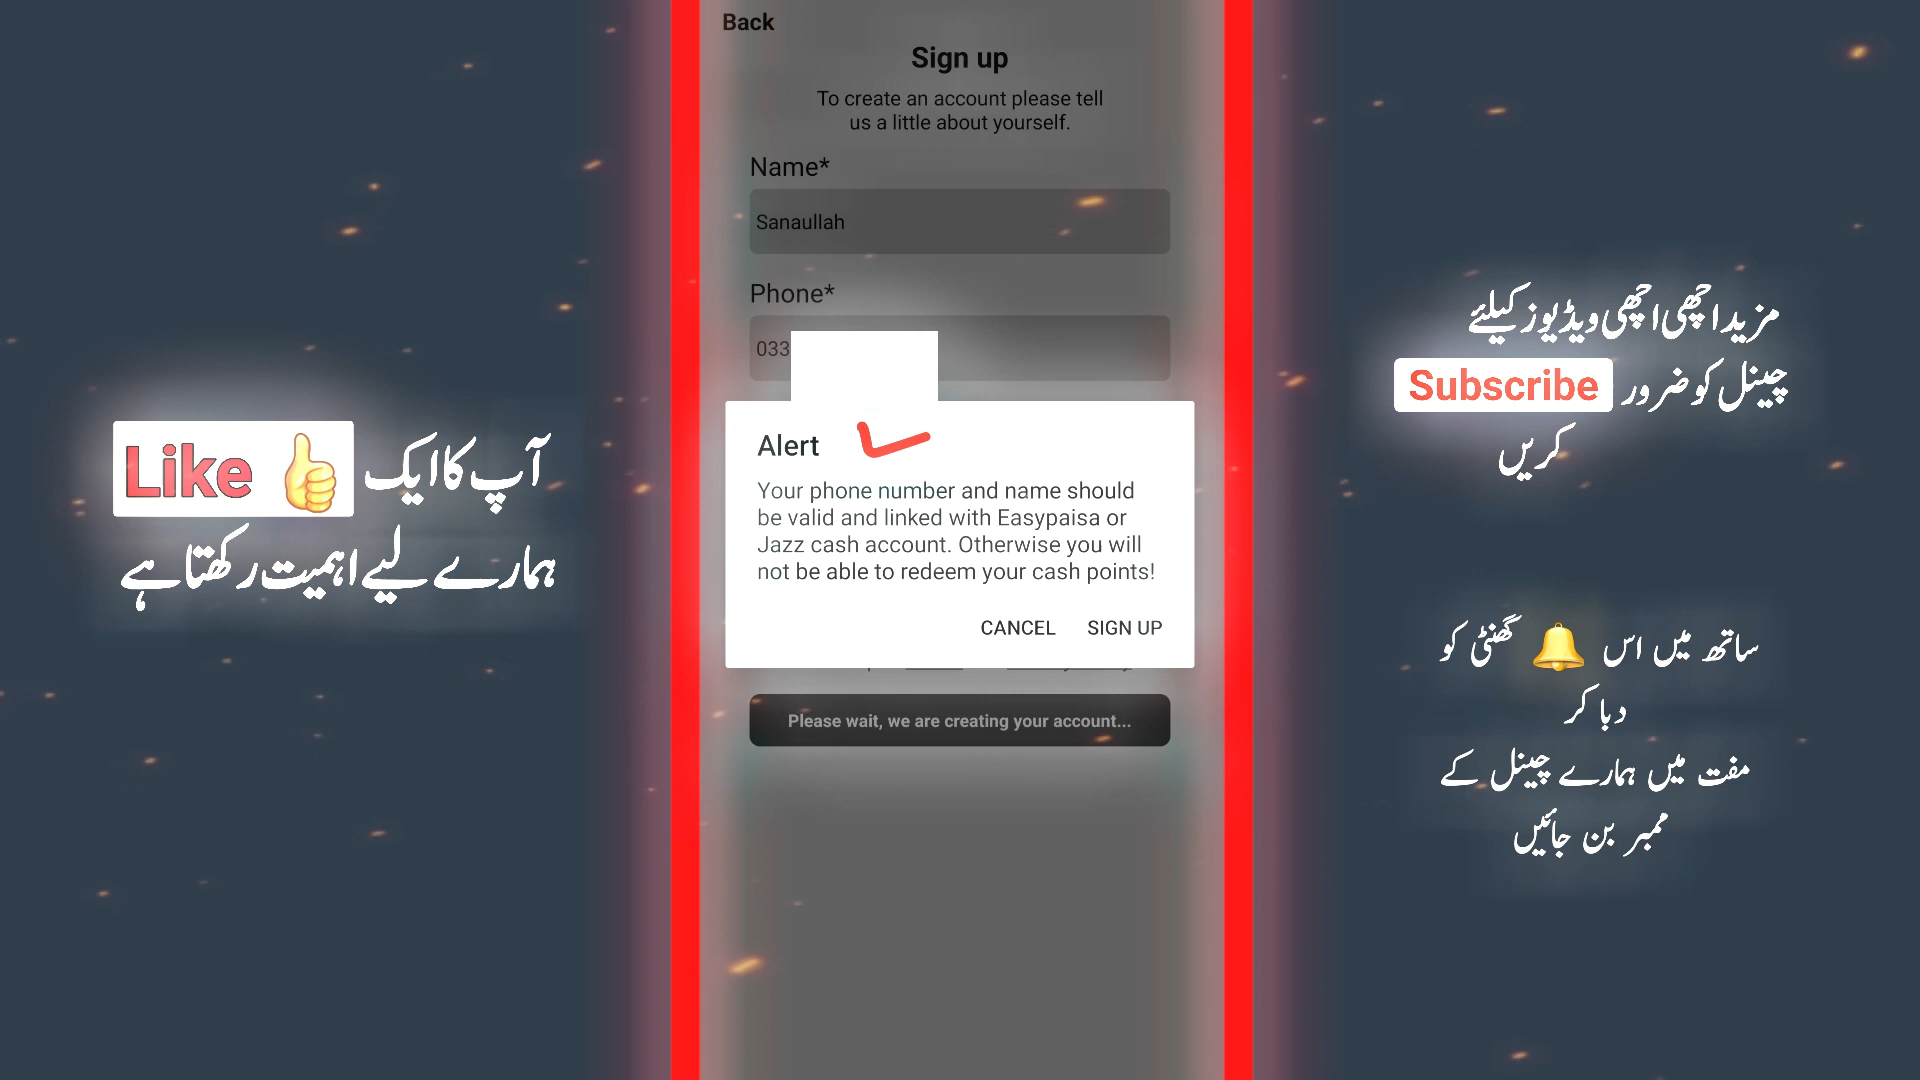 آپ کا ایک Like 👍
ہمارے لیے اہمیت رکھتا ہے
Back
Sign up
To create an account please tell
us a little about yourself.
Name*
Sanaullah
Phone*
033
Alert
Your phone number and name should
be valid and linked with Easypaisa or
Jazz cash account. Otherwise you will
not be able to redeem your cash points!
CANCEL SIGN UP
Please wait, we are creating your account...
مزید اچھی اچھی ویڈیوز کیلئے
چینل کو ضرور Subscribe
کریں
ساتھ میں اس 🔔 گھنٹی کو
دبا کر
مفت میں ہمارے چینل کے
ممبر بن جائیں